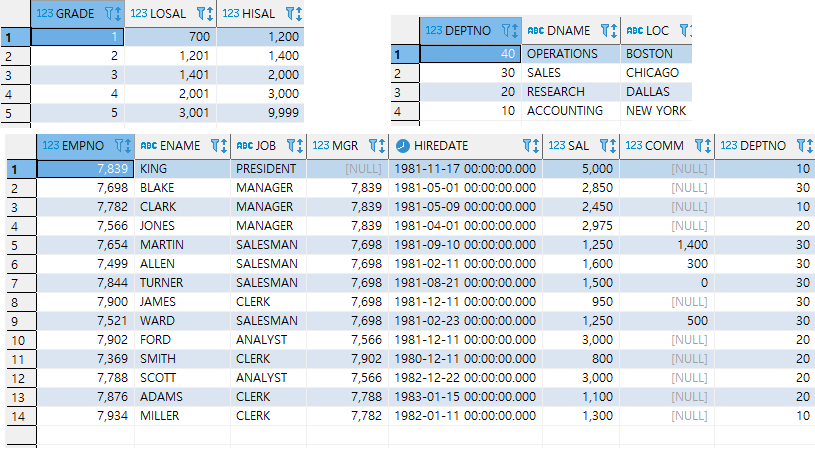 123 GRADE 123 LOSAL 123 HISAL
1 1 700 1,200
2 2 1,201 1,400
3 3 1,401 2,000
4 4 2,001 3,000
5 5 3,001 9,999
123 DEPTNO ABC DNAME ABC LOC
1 40 OPERATIONS BOSTON
2 30 SALES CHICAGO
3 20 RESEARCH DALLAS
4 10 ACCOUNTING NEW YORK
123 EMPNO ABC ENAME ABC JOB 123 MGR HIREDATE 123 SAL 123 COMM 123 DEPTNO
1 7,839 KING PRESIDENT [NULL] 1981-11-17 00:00:00.000 5,000 [NULL] 10
2 7,698 BLAKE MANAGER 7,839 1981-05-01 00:00:00.000 2,850 [NULL] 30
3 7,782 CLARK MANAGER 7,839 1981-05-09 00:00:00.000 2,450 [NULL] 10
4 7,566 JONES MANAGER 7,839 1981-04-01 00:00:00.000 2,975 [NULL] 20
5 7,654 MARTIN SALESMAN 7,698 1981-09-10 00:00:00.000 1,250 1,400 30
6 7,499 ALLEN SALESMAN 7,698 1981-02-11 00:00:00.000 1,600 300 30
7 7,844 TURNER SALESMAN 7,698 1981-08-21 00:00:00.000 1,500 0 30
8 7,900 JAMES CLERK 7,698 1981-12-11 00:00:00.000 950 [NULL] 30
9 7,521 WARD SALESMAN 7,698 1981-02-23 00:00:00.000 1,250 500 30
10 7,902 FORD ANALYST 7,566 1981-12-11 00:00:00.000 3,000 [NULL] 20
11 7,369 SMITH CLERK 7,902 1980-12-11 00:00:00.000 800 [NULL] 20
12 7,788 SCOTT ANALYST 7,566 1982-12-22 00:00:00.000 3,000 [NULL] 20
13 7,876 ADAMS CLERK 7,788 1983-01-15 00:00:00.000 1,100 [NULL] 20
14 7,934 MILLER CLERK 7,782 1982-01-11 00:00:00.000 1,300 [NULL] 10